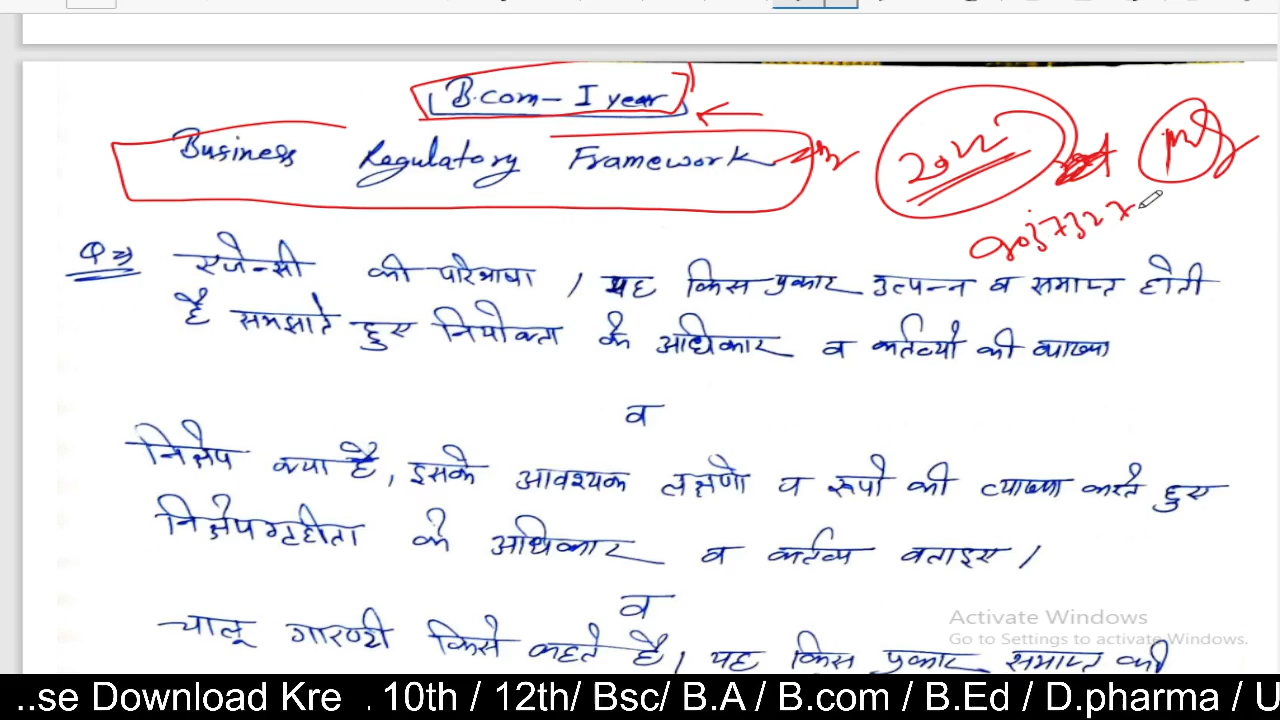 B.com - I year
Business Regulatory Framework
2022
9037327
Q ⇒ एजेन्सी की परिभाषा / यह किस प्रकार उत्पन्न व समाप्त होती
है समझाते हुए नियोक्ता के अधिकार व कर्तव्यों की व्याख्या
व
निक्षेप क्या है, इसके आवश्यक लक्षणों व रूपों की व्याख्या करते हुए
निक्षेपग्रहीता के अधिकार व कर्तव्य बताइए /
व
चालू गारण्टी किसे कहते है, यह किस प्रकार समाप्त की
Activate Windows
Go to Settings to activate Windows.
..se Download Kre . 10th / 12th/ Bsc/ B.A / B.com / B.Ed / D.pharma / U